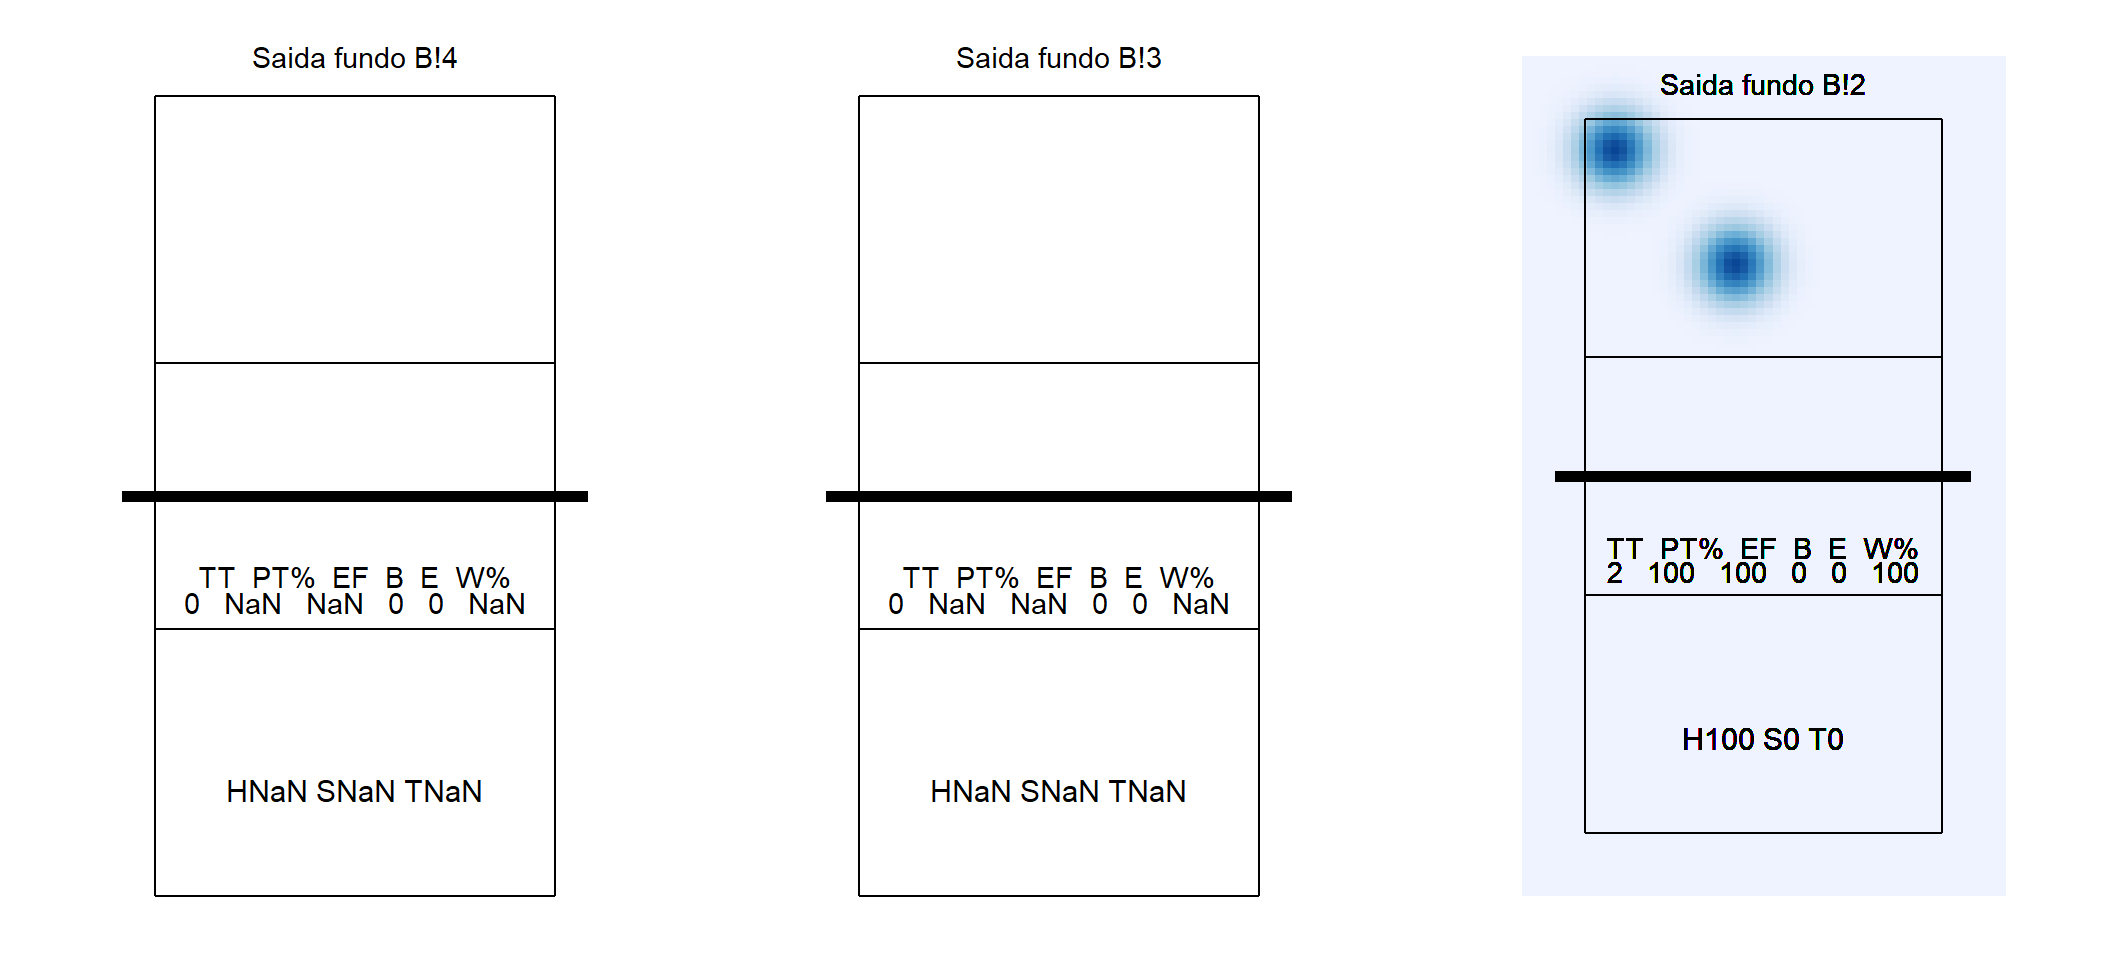 Saida fundo B!4
TT PT% EF B E W%
0 NaN NaN 0 0 NaN
HNaN SNaN TNaN
Saida fundo B!3
TT PT% EF B E W%
0 NaN NaN 0 0 NaN
HNaN SNaN TNaN
Saida fundo B!2
TT PT% EF B E W%
2 100 100 0 0 100
H100 S0 T0